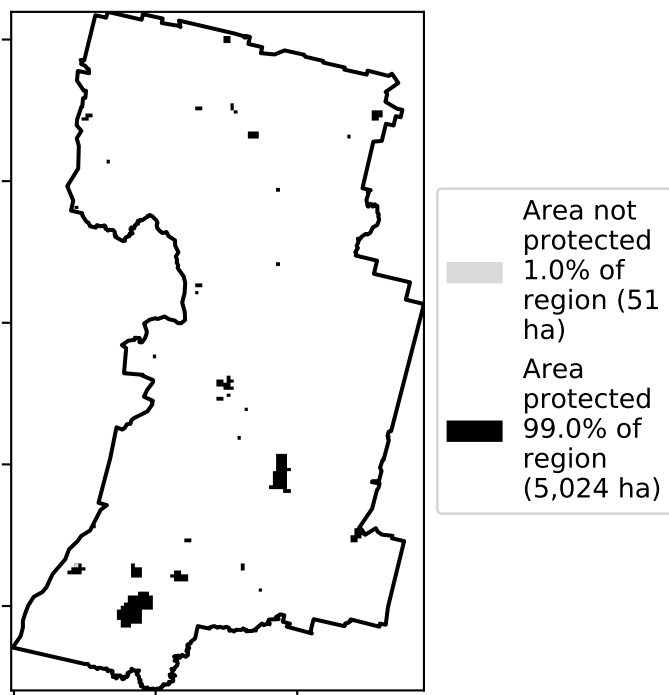 Area not
protected
1.0% of
region (51
ha)
Area
protected
99.0% of
region
(5,024 ha)